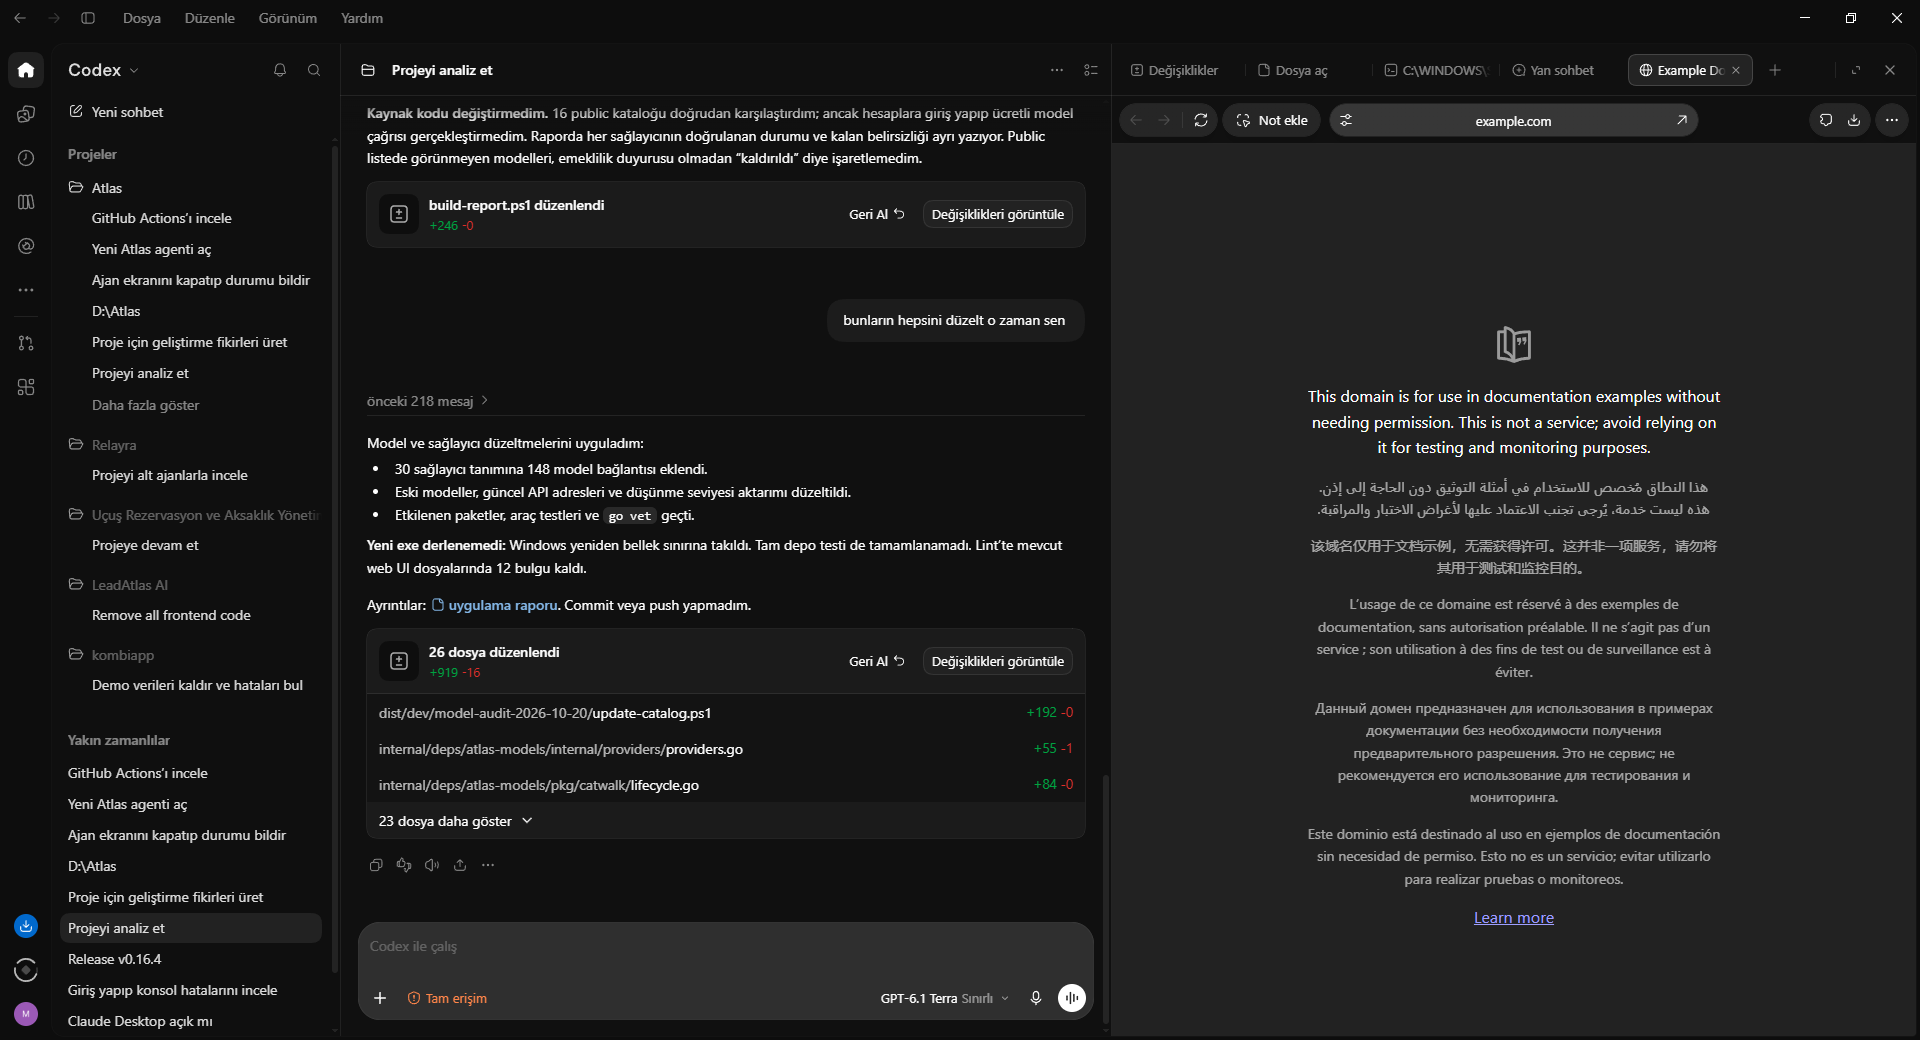 Dosya Düzenle Görünüm Yardım
Codex
Yeni sohbet
Projeler
Atlas
GitHub Actions'ı incele
Yeni Atlas agenti aç
Ajan ekranını kapatıp durumu bildir
D:\Atlas
Proje için geliştirme fikirleri üret
Projeyi analiz et
Daha fazla göster
Relayra
Projeyi alt ajanlarla incele
Uçuş Rezervasyon ve Aksaklık
Projeye devam et
LeadAtlas AI
Remove all frontend code
kombiapp
Demo verileri kaldır ve hataları bul
Yakın zamanlılar
GitHub Actions'ı incele
Yeni Atlas agenti aç
Ajan ekranını kapatıp durumu bildir
D:\Atlas
Proje için geliştirme fikirleri üret
Projeyi analiz et
Release v0.16.4
Giriş yapıp konsol hatalarını incele
Claude Desktop açık mı
M
Projeyi analiz et
Kaynak kodu değiştirmedim. 16 public kataloğu doğrudan karşılaştırdım; ancak hesaplara giriş yapıp ücretli model
çağrısı gerçekleştirmedim. Raporda her sağlayıcının doğrulanan durumu ve kalan belirsizliği ayrı yazıyor. Public
listede görünmeyen modelleri, emeklilik duyurusu olmadan “kaldırıldı” diye işaretlemedim.
build-report.ps1 düzenlendi
+246 -0
Geri Al
Değişiklikleri görüntüle
bunların hepsini düzelt o zaman sen
önceki 218 mesaj
Model ve sağlayıcı düzeltmelerini uyguladım:
• 30 sağlayıcı tanımına 148 model bağlantısı eklendi.
• Eski modeller, güncel API adresleri ve düşünme seviyesi aktarımı düzeltildi.
• Etkilenen paketler, araç testleri ve go vet geçti.
Yeni exe derlenemedi: Windows yeniden bellek sınırına takıldı. Tam depo testi de tamamlanamadı. Lint'te mevcut
web UI dosyalarında 12 bulgu kaldı.
Ayrıntılar: uygulama raporu. Commit veya push yapmadım.
26 dosya düzenlendi
+919 -16
Geri Al
Değişiklikleri görüntüle
dist/dev/model-audit-2026-10-20/update-catalog.ps1 +192 -0
internal/deps/atlas-models/internal/providers/providers.go +55 -1
internal/deps/atlas-models/pkg/catwalk/lifecycle.go +84 -0
23 dosya daha göster
Codex ile çalış
Tam erişim
GPT-6.1 Terra Sınırlı
Değişiklikler
Dosya aç
C:\WINDOWS\
Yan sohbet
Example
Not ekle
example.com
This domain is for use in documentation examples without
needing permission. This is not a service; avoid relying on
it for testing and monitoring purposes.
هذا النطاق مُخصص للاستخدام في أمثلة التوثيق دون الحاجة إلى إذن.
هذه ليست خدمة، يُرجى تجنب الاعتماد عليها لأغراض الاختبار والمراقبة.
该域名仅用于文档示例，无需获得许可。这并非一项服务，请勿将
其用于测试和监控目的。
L'usage de ce domaine est réservé à des exemples de
documentation, sans autorisation préalable. Il ne s'agit pas d'un
service ; son utilisation à des fins de test ou de surveillance est à
éviter.
Данный домен предназначен для использования в примерах
документации без необходимости получения
предварительного разрешения. Это не сервис; не
рекомендуется его использование для тестирования и
мониторинга.
Este dominio está destinado al uso en ejemplos de documentación
sin necesidad de permiso. Esto no es un servicio; evitar utilizarlo
para realizar pruebas o monitoreos.
Learn more